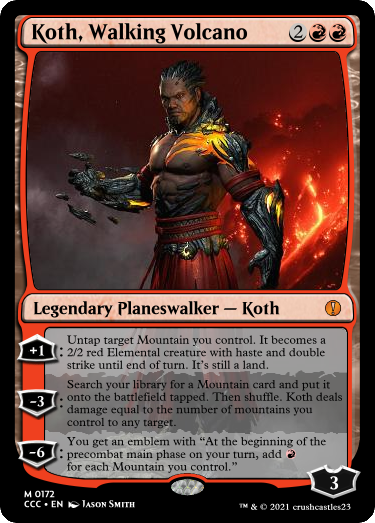 Koth, Walking Volcano 2
Legendary Planeswalker — Koth
+1 : Untap target Mountain you control. It becomes a
2/2 red Elemental creature with haste and double
strike until end of turn. It's still a land.
-3 : Search your library for a Mountain card and put it
onto the battlefield tapped. Then shuffle. Koth deals
damage equal to the number of mountains you
control to any target.
-6 : You get an emblem with “At the beginning of the
precombat main phase on your turn, add
for each Mountain you control.”
3
M 0172
CCC • EN Jason Smith
™ & © 2021 crushcastles23